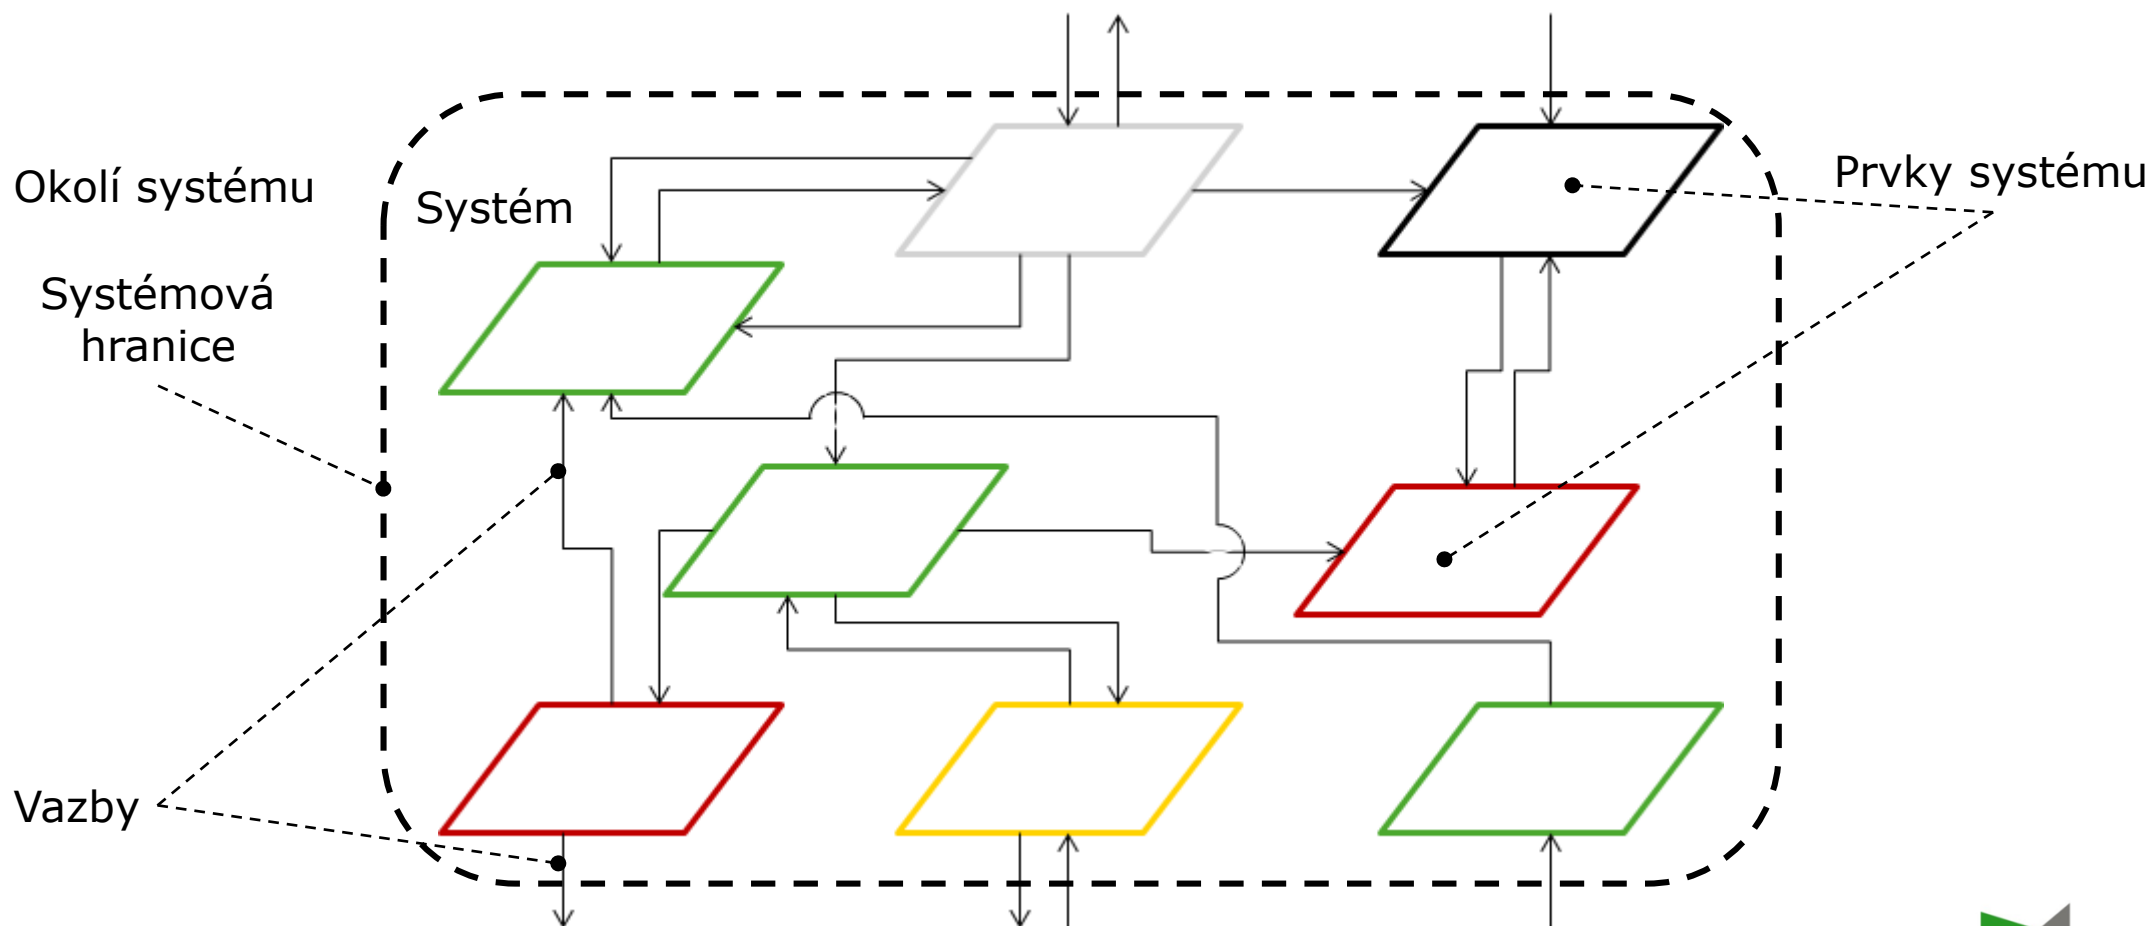 Okolí systému
Systém
Prvky systému
Systémová
hranice
Vazby